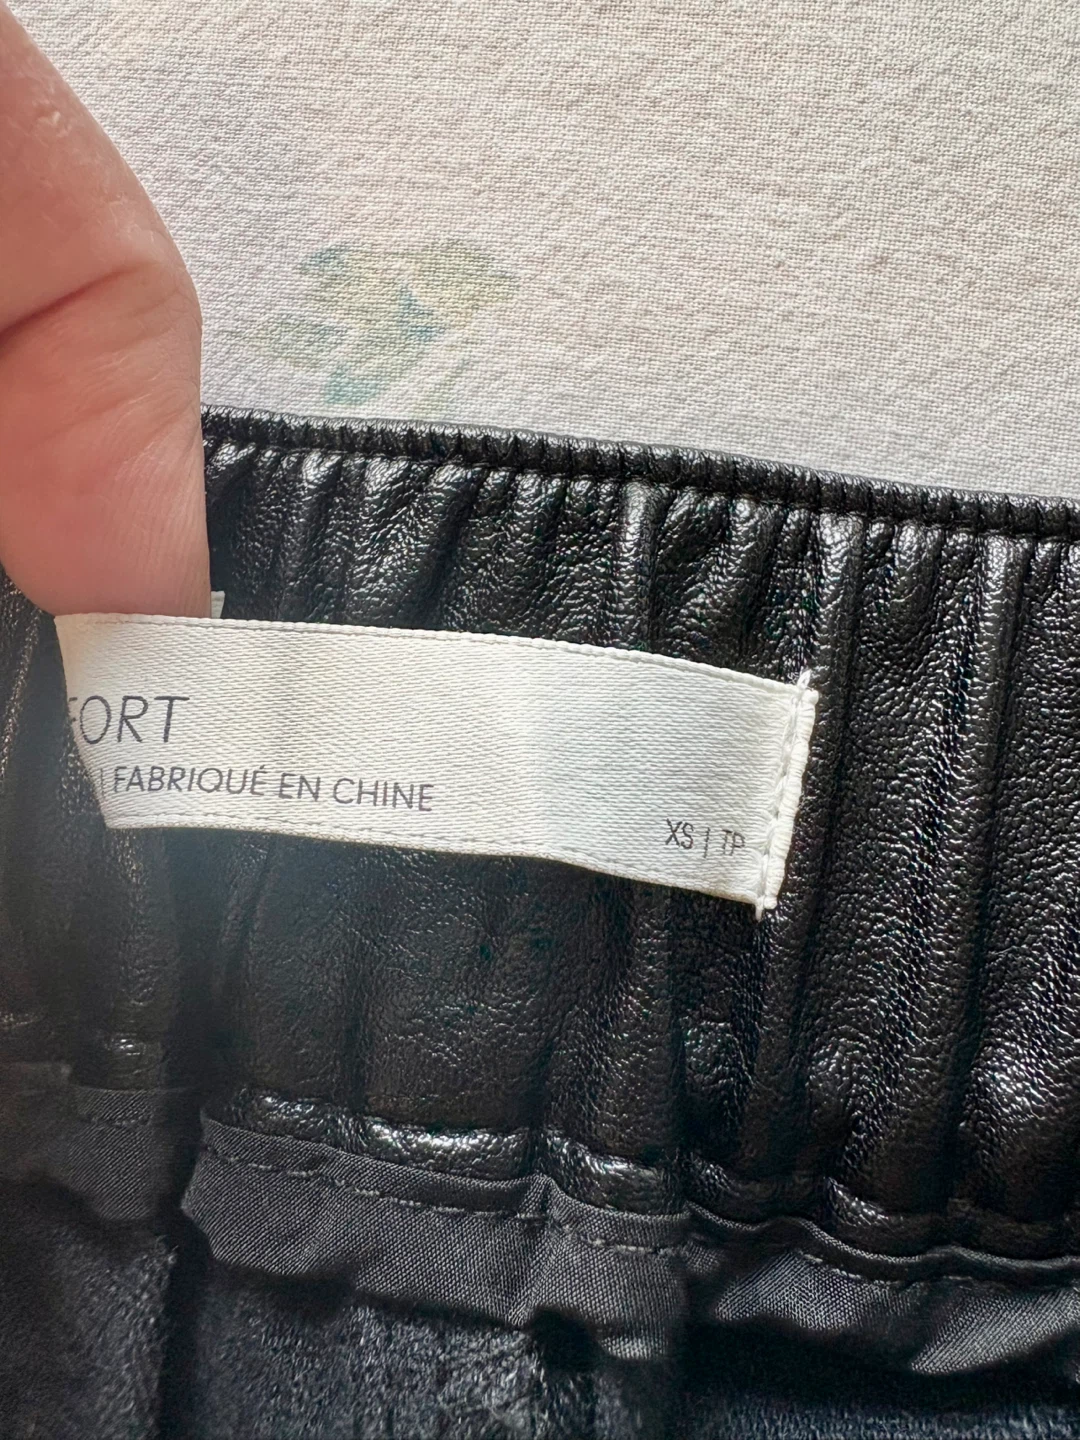 FORT
| FABRIQUÉ EN CHINE
XS | TP